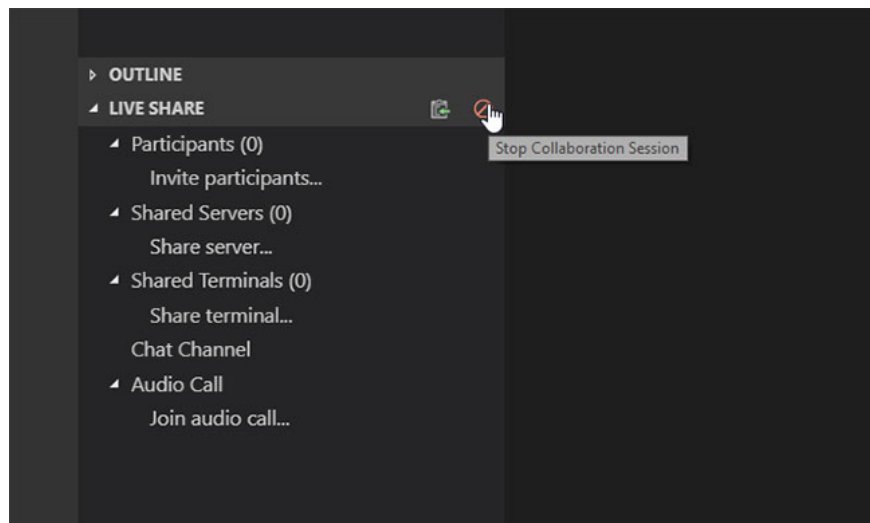 OUTLINE
LIVE SHARE
Stop Collaboration Session
Participants (0)
Invite participants...
Shared Servers (0)
Share server...
Shared Terminals (0)
Share terminal...
Chat Channel
Audio Call
Join audio call...